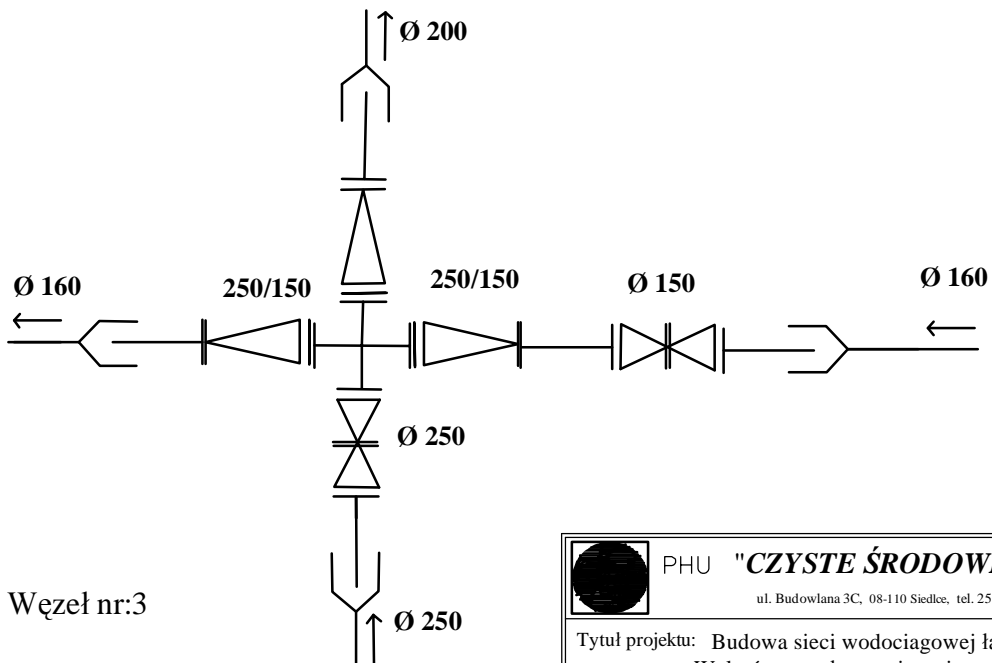 Ø 200
Ø 160
250/150
250/150
Ø 150
Ø 160
Ø 250
Węzeł nr:3
Ø 250
PHU "CZYSTE ŚRODOW
ul. Budowlana 3C, 08-110 Siedlce, tel. 25
Tytuł projektu: Budowa sieci wodociagowej